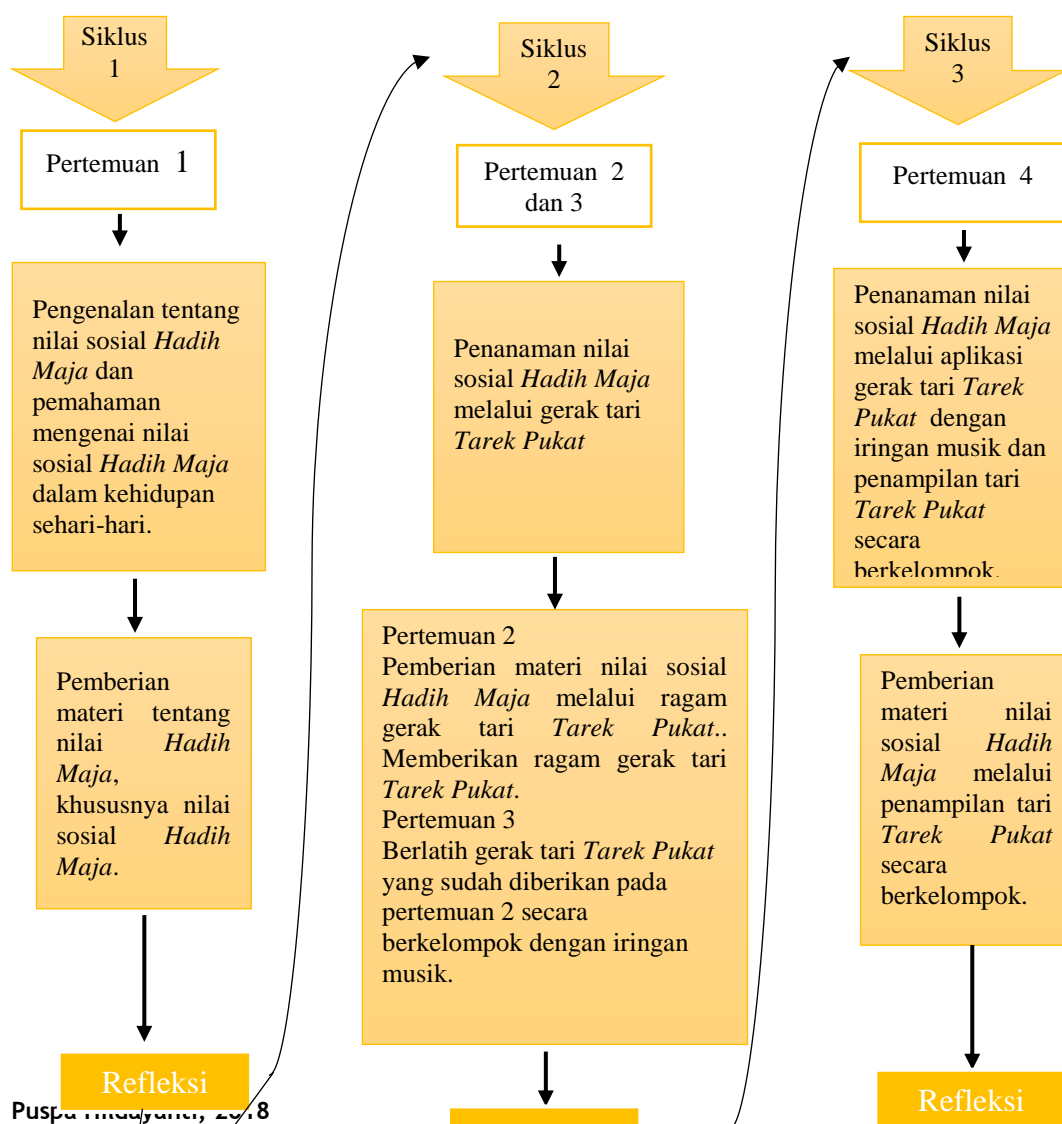 Siklus
1
Pertemuan 1
Pengenalan tentang
nilai sosial Hadih
Maja dan
pemahaman
mengenai nilai
sosial Hadih Maja
dalam kehidupan
sehari-hari.
Pemberian
materi tentang
nilai Hadih
Maja,
khususnya nilai
sosial Hadih
Maja.
Refleksi
Siklus
2
Pertemuan 2
dan 3
Penanaman nilai
sosial Hadih Maja
melalui gerak tari
Tarek Pukat
Pertemuan 2
Pemberian materi nilai sosial
Hadih Maja melalui ragam
gerak tari Tarek Pukat..
Memberikan ragam gerak tari
Tarek Pukat.
Pertemuan 3
Berlatih gerak tari Tarek Pukat
yang sudah diberikan pada
pertemuan 2 secara
berkelompok dengan iringan
musik.
Siklus
3
Pertemuan 4
Penanaman nilai
sosial Hadih Maja
melalui aplikasi
gerak tari Tarek
Pukat dengan
iringan musik dan
penampilan tari
Tarek Pukat
secara
berkelompok.
Pemberian
materi nilai
sosial Hadih
Maja melalui
penampilan tari
Tarek Pukat
secara
berkelompok.
Refleksi
Puspa 2018